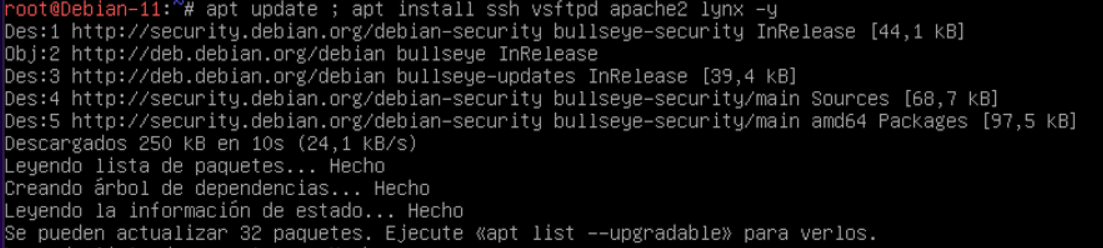 root@Debian-11:~# apt update ; apt install ssh vsftpd apache2 lynx -y
Des:1 http://security.debian.org/debian-security bullseye-security InRelease [44,1 kB]
Obj:2 http://deb.debian.org/debian bullseye InRelease
Des:3 http://deb.debian.org/debian bullseye-updates InRelease [39,4 kB]
Des:4 http://security.debian.org/debian-security bullseye-security/main Sources [68,7 kB]
Des:5 http://security.debian.org/debian-security bullseye-security/main amd64 Packages [97,5 kB]
Descargados 250 kB en 10s (24,1 kB/s)
Leyendo lista de paquetes... Hecho
Creando árbol de dependencias... Hecho
Leyendo la información de estado... Hecho
Se pueden actualizar 32 paquetes. Ejecute «apt list --upgradable» para verlos.